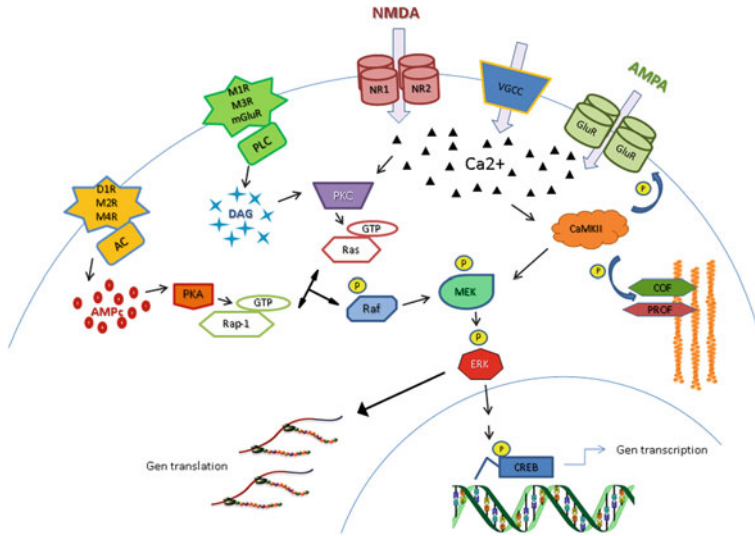 NMDA
NR1
NR2
VGCC
AMPA
GluR
GluR
M1R
M3R
mGluR
PLC
Ca2+
P
D1R
M2R
M4R
AC
DAG
PKC
GTP
Ras
CaMKII
P
P
P
AMPc
PKA
GTP
Rap-1
Raf
MEK
COF
PROF
P
ERK
Gen translation
P
CREB
Gen transcription